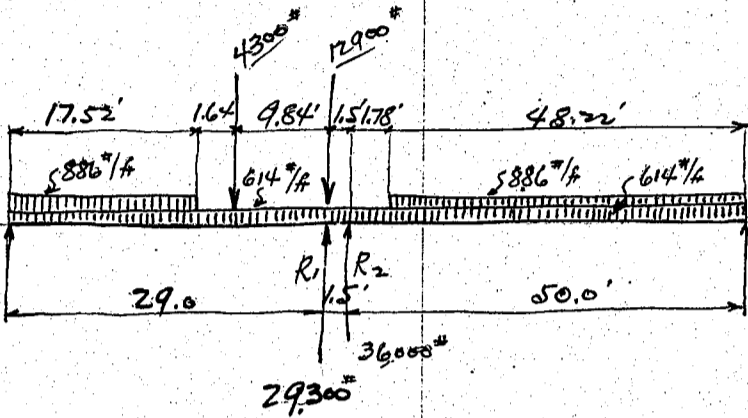 4300# 12900#
17.52' 1.64' 9.84' 1.5' 1.78' 48.22'
886#/ft 614#/ft 886#/ft 614#/ft
R1 R2
29.0 1.5' 50.0'
36,000#
29,300#